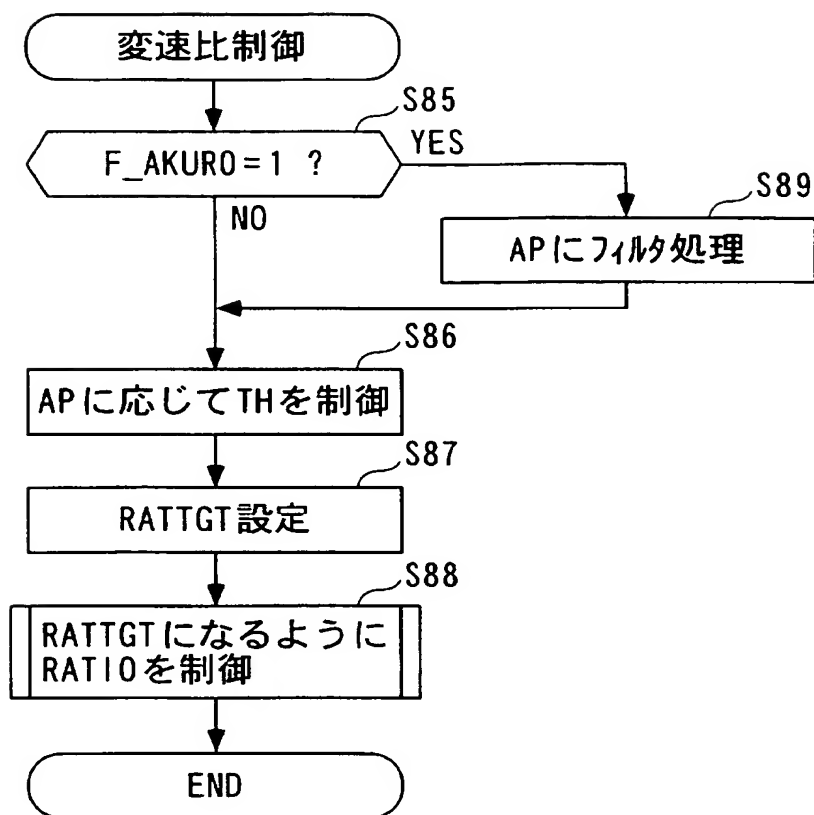 変速比制御
S85
F_AKURO=1 ?
YES
NO
S89
APにフィルタ処理
S86
APに応じてTHを制御
S87
RATTGT設定
S88
RATTGTになるように
RATIOを制御
END